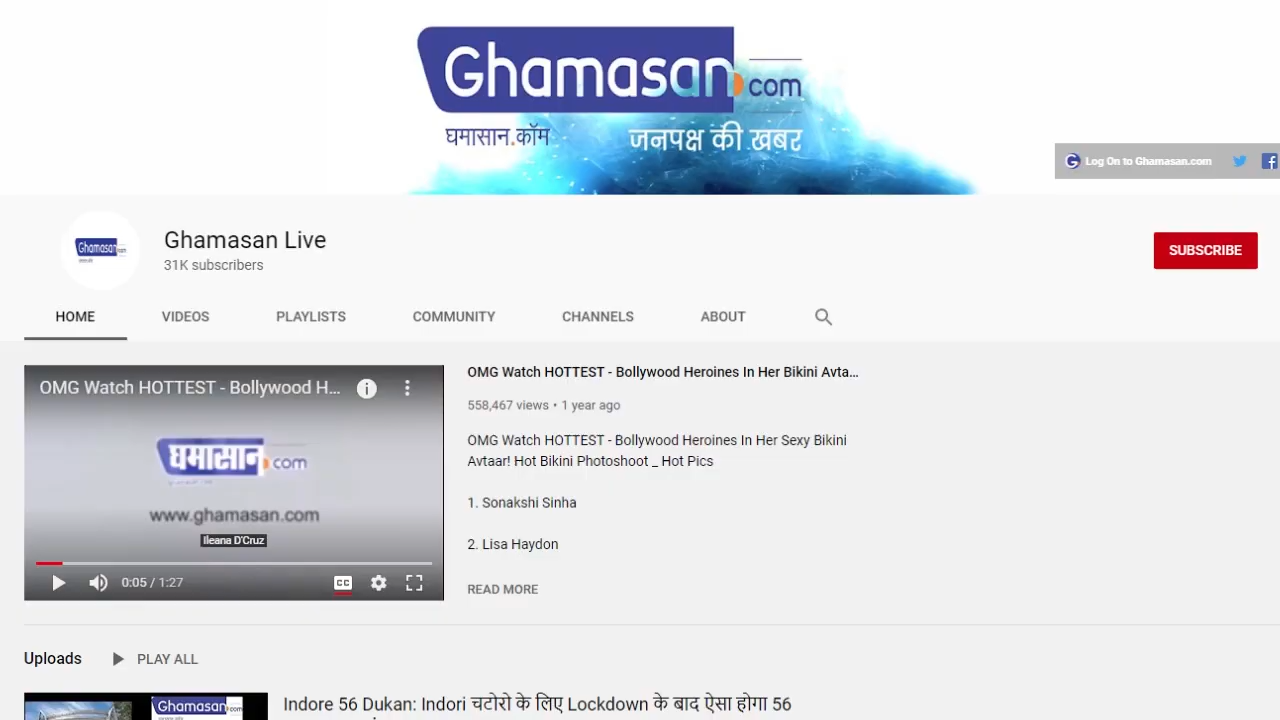 Ghamasan.com
घमासान.कॉम
जनपक्ष की खबर
Log On to Ghamasan.com
Ghamasan
Ghamasan Live
31K subscribers
SUBSCRIBE
HOME
VIDEOS
PLAYLISTS
COMMUNITY
CHANNELS
ABOUT
OMG Watch HOTTEST - Bollywood H...
घमासान.com
www.ghamasan.com
Ileana D'Cruz
0:05 / 1:27
CC
OMG Watch HOTTEST - Bollywood Heroines In Her Bikini Avta...
558,467 views • 1 year ago
OMG Watch HOTTEST - Bollywood Heroines In Her Sexy Bikini
Avtaar! Hot Bikini Photoshoot _ Hot Pics
1. Sonakshi Sinha
2. Lisa Haydon
READ MORE
Uploads
PLAY ALL
Ghamasan.com
Indore 56 Dukan: Indori चटोरो के लिए Lockdown के बाद ऐसा होगा 56